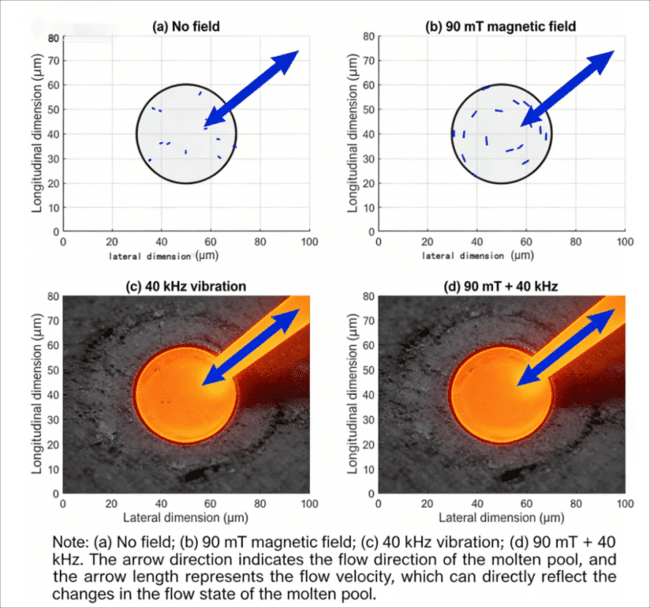 (a) No field
(b) 90 mT magnetic field
Longitudinal dimension (μm)
80
70
60
50
40
30
20
10
0
0 20 40 60 80 100
lateral dimension (μm)
Longitudinal dimension (μm)
80
70
60
50
40
30
20
10
0
0 20 40 60 80 100
lateral dimension (μm)
(c) 40 kHz vibration
(d) 90 mT + 40 kHz
Longitudinal dimension (μm)
80
70
60
50
40
30
20
10
0
0 20 40 60 80 100
Lateral dimension (μm)
Longitudinal dimension (μm)
80
70
60
50
40
30
20
10
0
0 20 40 60 80 100
Lateral dimension (μm)
Note: (a) No field; (b) 90 mT magnetic field; (c) 40 kHz vibration; (d) 90 mT + 40
kHz. The arrow direction indicates the flow direction of the molten pool, and
the arrow length represents the flow velocity, which can directly reflect the
changes in the flow state of the molten pool.